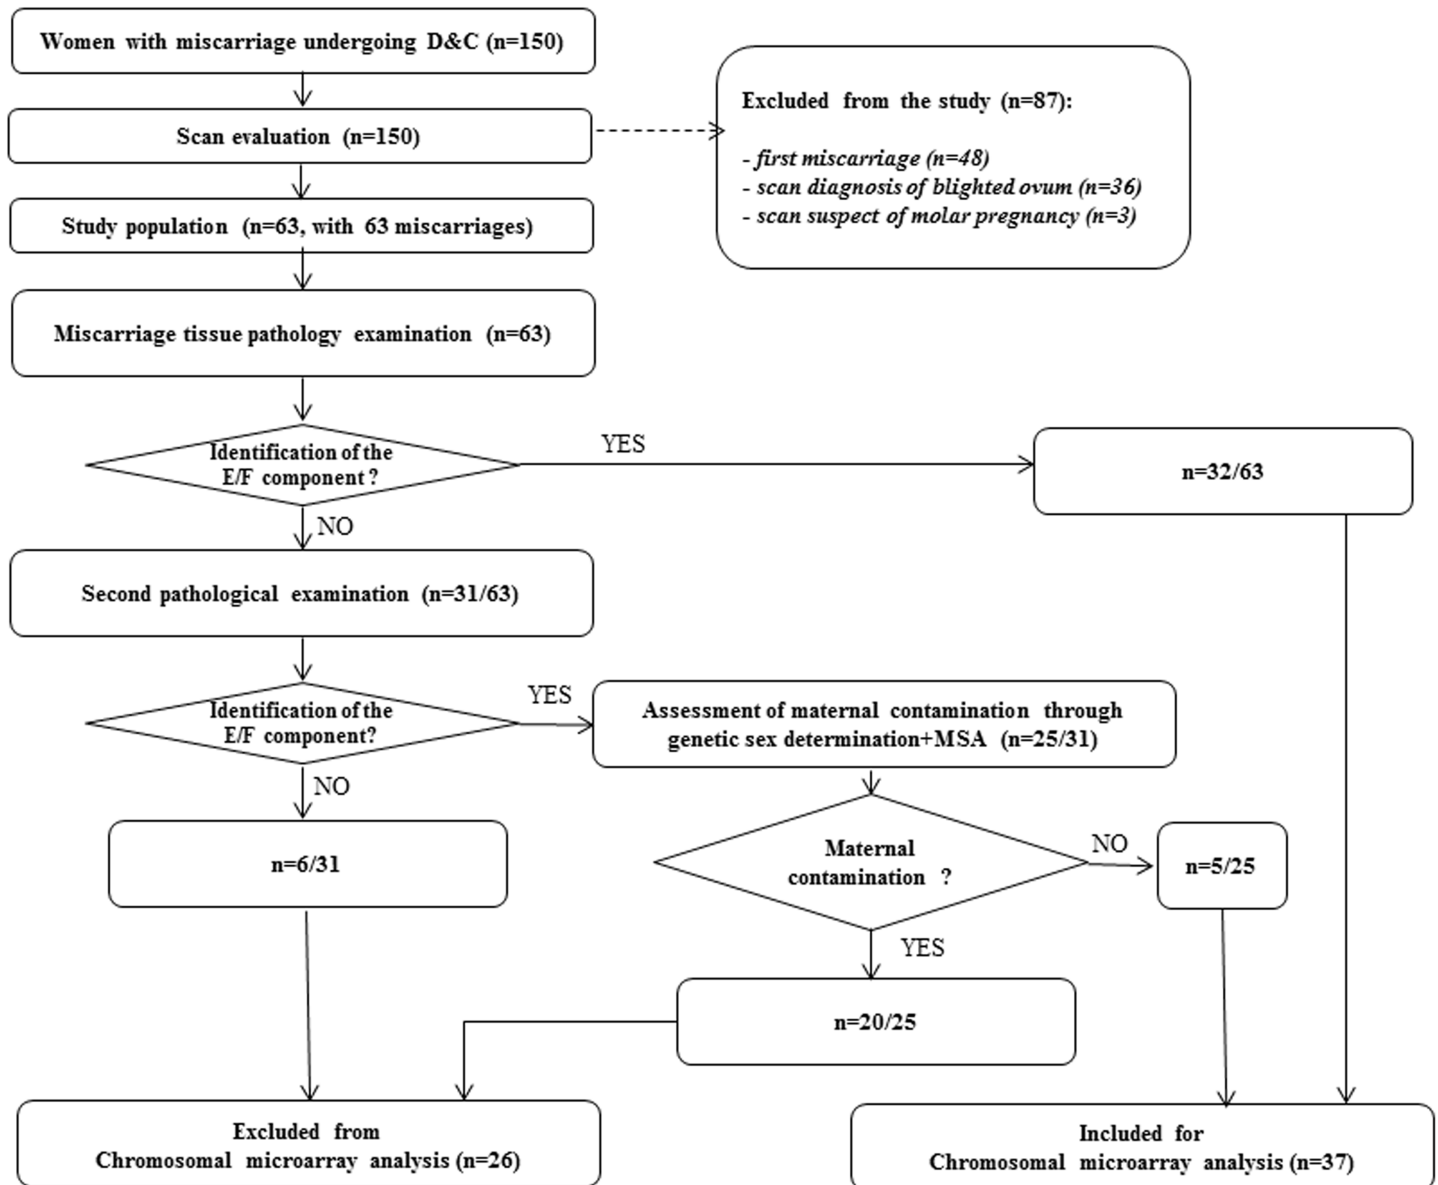 Women with miscarriage undergoing D&C (n=150)
Scan evaluation (n=150)
Excluded from the study (n=87):
- first miscarriage (n=48)
- scan diagnosis of blighted ovum (n=36)
- scan suspect of molar pregnancy (n=3)
Study population (n=63, with 63 miscarriages)
Miscarriage tissue pathology examination (n=63)
Identification of the
E/F component ?
YES
n=32/63
NO
Second pathological examination (n=31/63)
Identification of the
E/F component?
YES
Assessment of maternal contamination through
genetic sex determination+MSA (n=25/31)
NO
n=6/31
Maternal
contamination ?
NO
n=5/25
YES
n=20/25
Excluded from
Chromosomal microarray analysis (n=26)
Included for
Chromosomal microarray analysis (n=37)